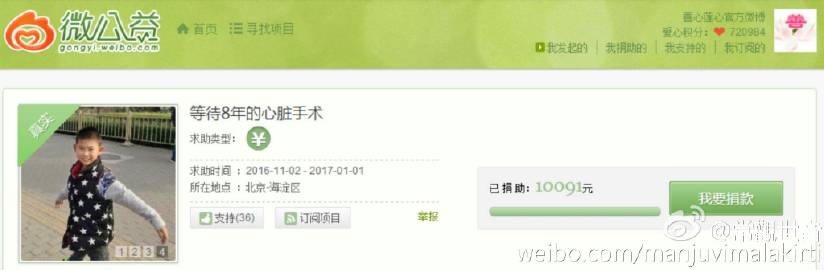 微公益
gongyi.weibo.com
首页
寻找项目
善心莲心官方微博
爱心积分：720984
我发起的 | 我捐助的 | 我支持的 | 我订阅的
真实
等待8年的心脏手术
求助类型：¥
求助时间：2016-11-02 - 2017-01-01
所在地点：北京-海淀区
支持(36)
订阅项目
举报
1 2 3 4
已捐助：10091元
我要捐款
@常觀世音
weibo.com/manjuvimalakirti